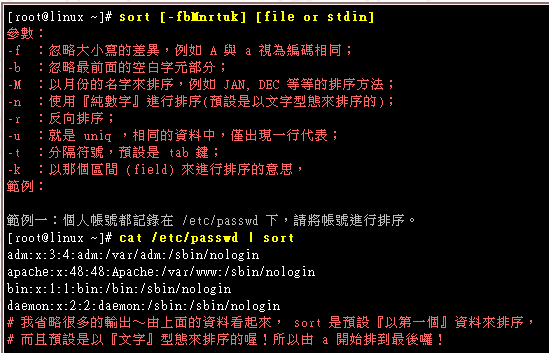 [root@linux ~]# sort [-fbMnrtuk] [file or stdin]
參數：
-f  ：忽略大小寫的差異，例如 A 與 a 視為編碼相同；
-b  ：忽略最前面的空白字元部分；
-M  ：以月份的名字來排序，例如 JAN, DEC 等等的排序方法；
-n  ：使用『純數字』進行排序(預設是以文字型態來排序的)；
-r  ：反向排序；
-u  ：就是 uniq ，相同的資料中，僅出現一行代表；
-t  ：分隔符號，預設是 tab 鍵；
-k  ：以那個區間 (field) 來進行排序的意思，
範例：
範例一：個人帳號都記錄在 /etc/passwd 下，請將帳號進行排序。
[root@linux ~]# cat /etc/passwd | sort
adm:x:3:4:adm:/var/adm:/sbin/nologin
apache:x:48:48:Apache:/var/www:/sbin/nologin
bin:x:1:1:bin:/bin:/sbin/nologin
daemon:x:2:2:daemon:/sbin:/sbin/nologin
# 我省略很多的輸出～由上面的資料看起來， sort 是預設『以第一個』資料來排序，
# 而且預設是以『文字』型態來排序的喔！所以由 a 開始排到最後囉！